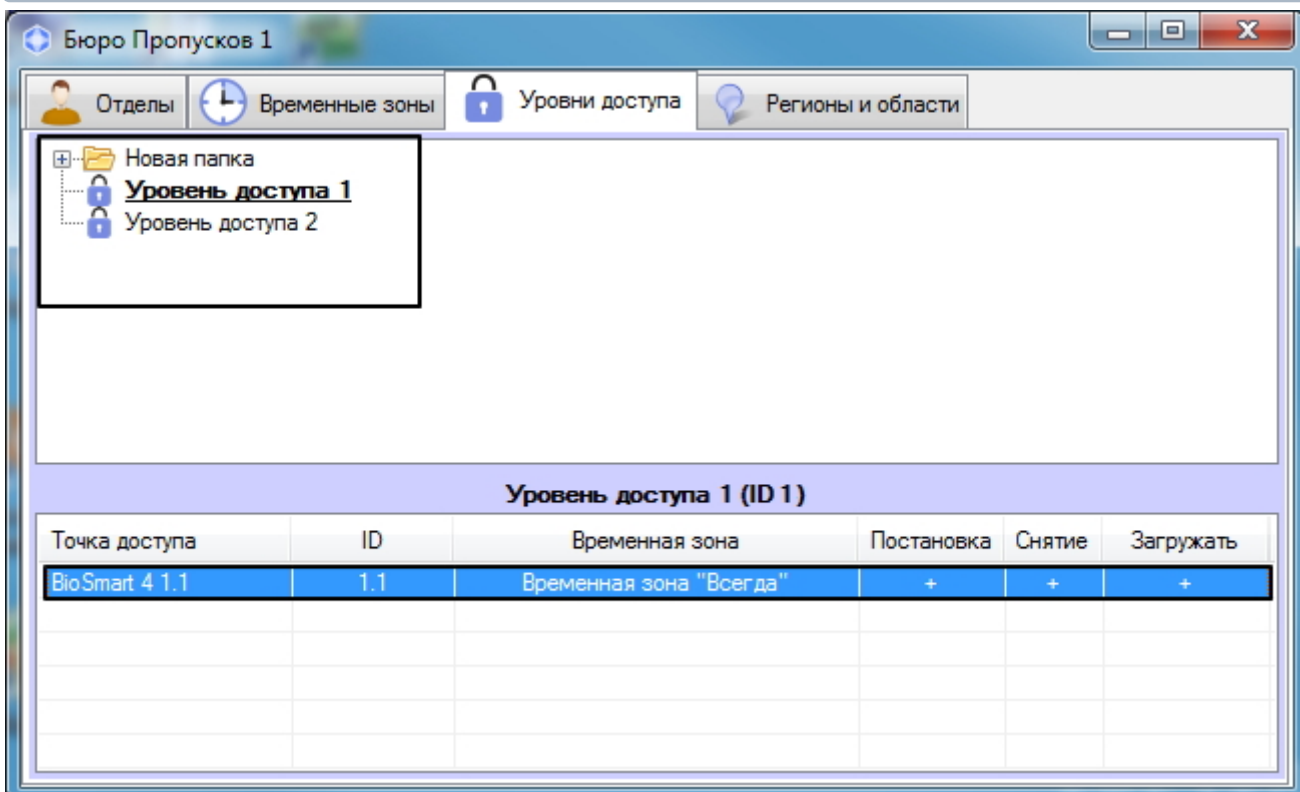 Бюро Пропусков 1
Отделы Временные зоны Уровни доступа Регионы и области
Новая папка
Уровень доступа 1
Уровень доступа 2
Уровень доступа 1 (ID 1)
Точка доступа ID Временная зона Постановка Снятие Загружать
BioSmart 4 1.1 1.1 Временная зона "Всегда" + + +